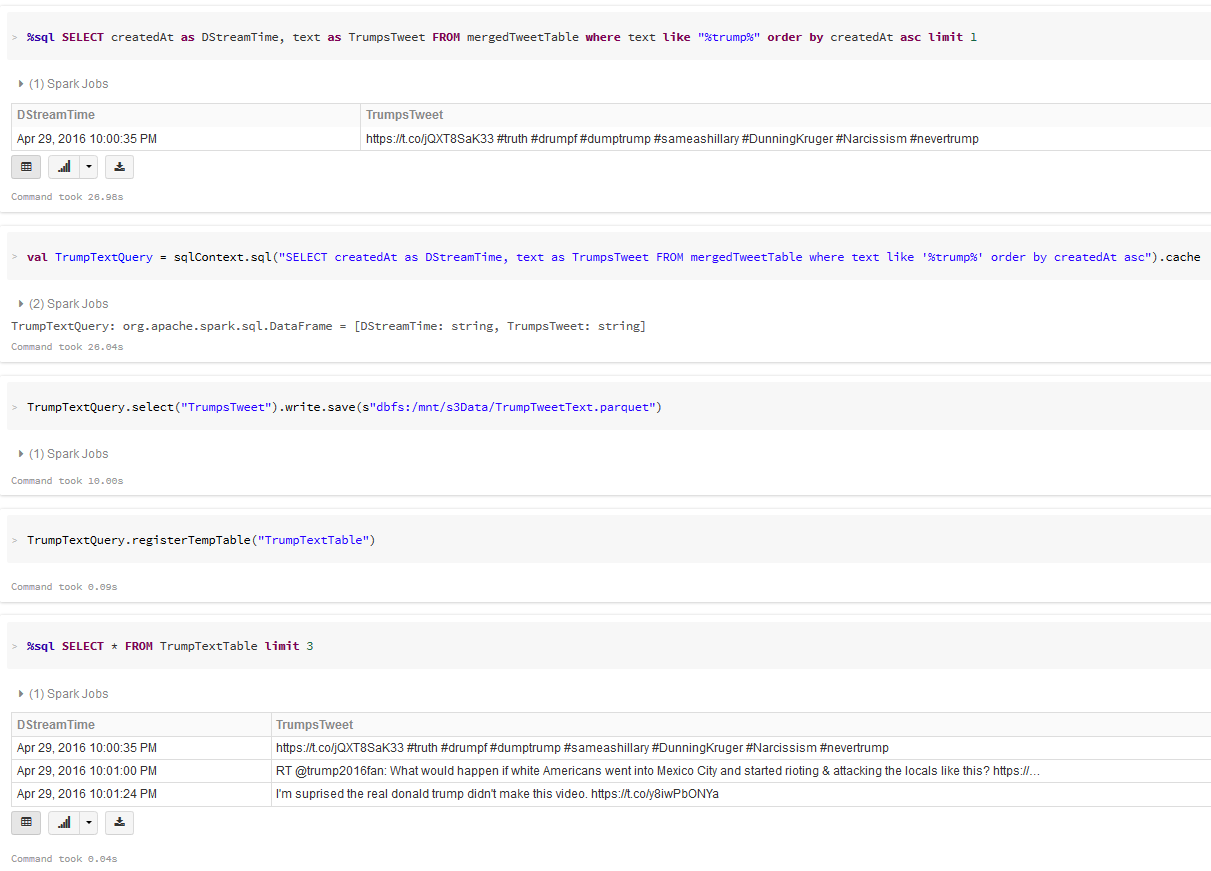 > %sql SELECT createdAt as DStreamTime, text as TrumpsTweet FROM mergedTweetTable where text like "%trump%" order by createdAt asc limit 1
(1) Spark Jobs
DStreamTime TrumpsTweet
Apr 29, 2016 10:00:35 PM https://t.co/jQXT8SaK33 #truth #drumpf #dumptrump #sameashillary #DunningKruger #Narcissism #nevertrump
Command took 26.98s
> val TrumpTextQuery = sqlContext.sql("SELECT createdAt as DStreamTime, text as TrumpsTweet FROM mergedTweetTable where text like '%trump%' order by createdAt asc").cache
(2) Spark Jobs
TrumpTextQuery: org.apache.spark.sql.DataFrame = [DStreamTime: string, TrumpsTweet: string]
Command took 26.04s
> TrumpTextQuery.select("TrumpsTweet").write.save(s"dbfs:/mnt/s3Data/TrumpTweetText.parquet")
(1) Spark Jobs
Command took 10.00s
> TrumpTextQuery.registerTempTable("TrumpTextTable")
Command took 0.09s
> %sql SELECT * FROM TrumpTextTable limit 3
(1) Spark Jobs
DStreamTime TrumpsTweet
Apr 29, 2016 10:00:35 PM https://t.co/jQXT8SaK33 #truth #drumpf #dumptrump #sameashillary #DunningKruger #Narcissism #nevertrump
Apr 29, 2016 10:01:00 PM RT @trump2016fan: What would happen if white Americans went into Mexico City and started rioting & attacking the locals like this? https://…
Apr 29, 2016 10:01:24 PM I'm suprised the real donald trump didn't make this video. https://t.co/y8iwPbONYa
Command took 0.04s